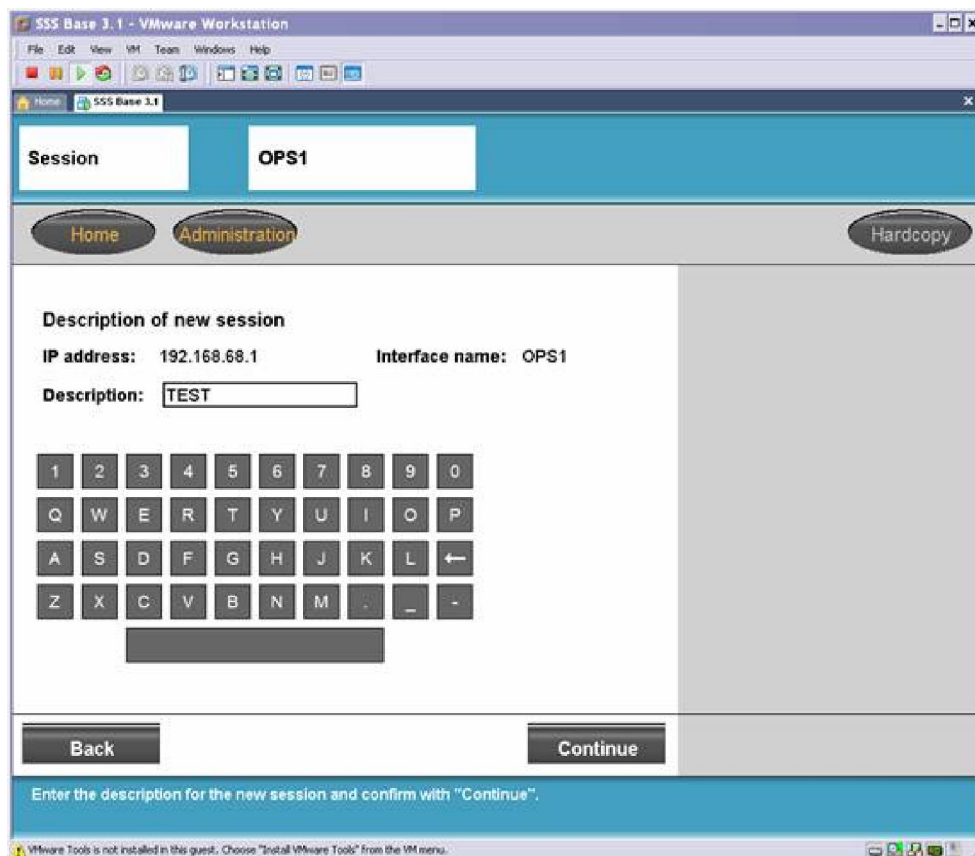 SSS Base 3.1 - VMware Workstation
File Edit View VM Team Windows Help
Home SSS Base 3.1
Session OPS1
Home Administration Hardcopy
Description of new session
IP address: 192.168.68.1 Interface name: OPS1
Description: TEST
1 2 3 4 5 6 7 8 9 0
Q W E R T Y U I O P
A S D F G H J K L ←
Z X C V B N M . _ -
Back Continue
Enter the description for the new session and confirm with "Continue".
VMware Tools is not installed in this guest. Choose "Install VMware Tools" from the VM menu.